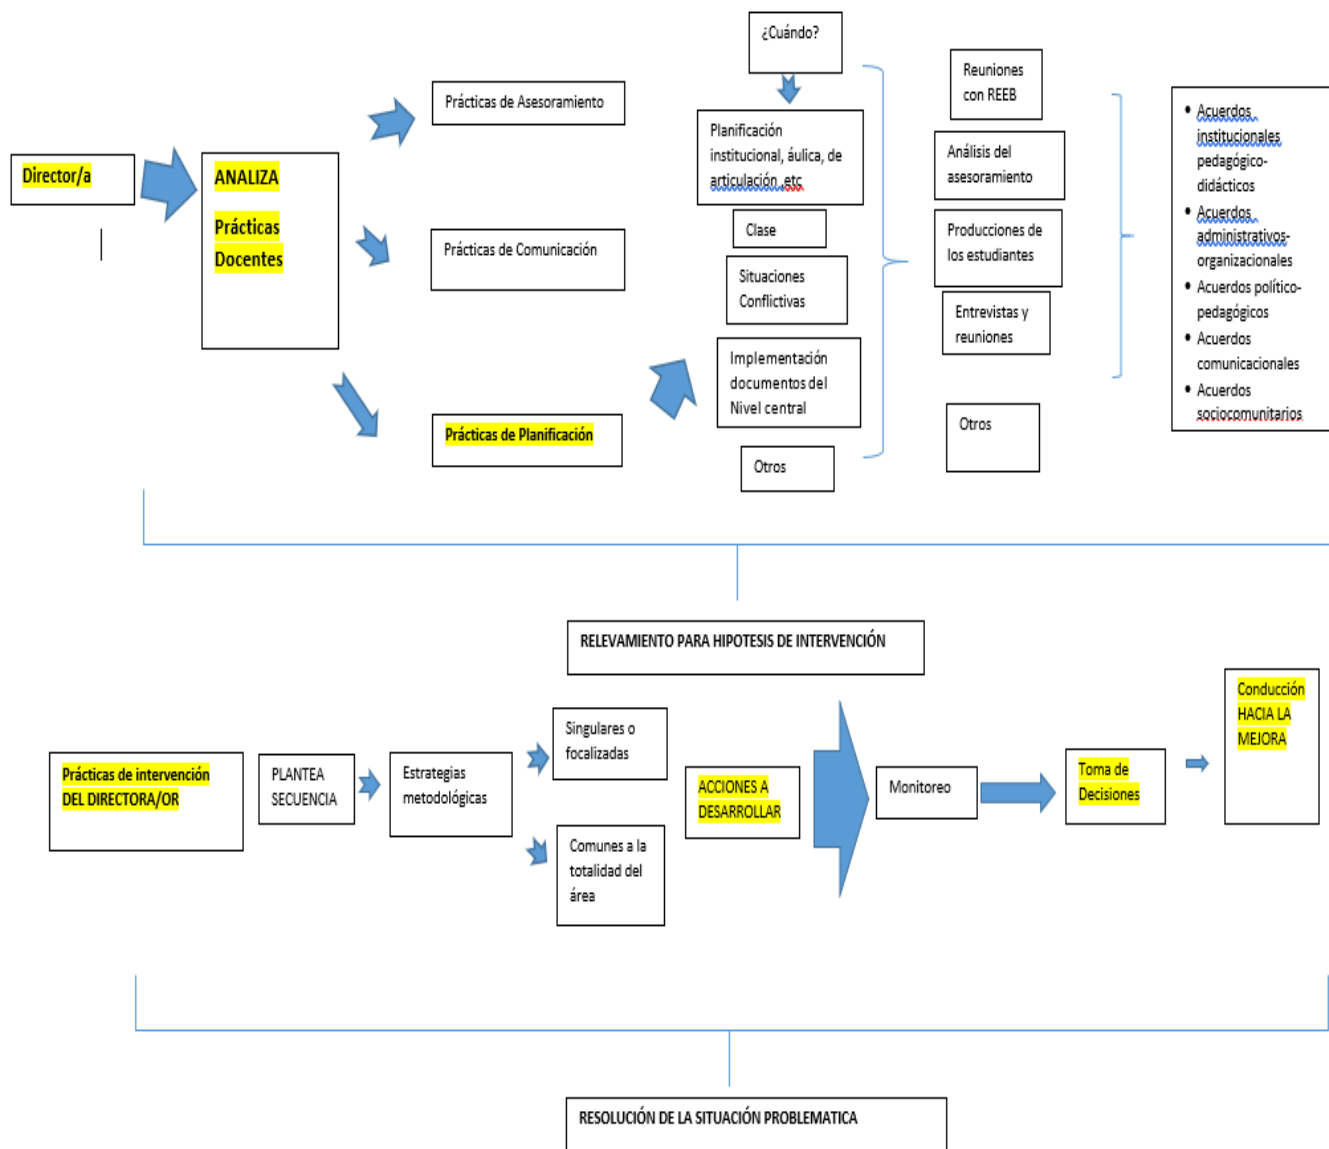 Director/a
ANALIZA
Prácticas
Docentes
Prácticas de Asesoramiento
Prácticas de Comunicación
Prácticas de Planificación
¿Cuándo?
Planificación
institucional, áulica, de
articulación ,etc
Clase
Situaciones
Conflictivas
Implementación
documentos del
Nivel central
Otros
Reuniones
con REEB
Análisis del
asesoramiento
Producciones de
los estudiantes
Entrevistas y
reuniones
Otros
• Acuerdos
institucionales
pedagógico-
didácticos
• Acuerdos
administrativos-
organizacionales
• Acuerdos político-
pedagógicos
• Acuerdos
comunicacionales
• Acuerdos
sociocomunitarios
RELEVAMIENTO PARA HIPOTESIS DE INTERVENCIÓN
Prácticas de intervención
DEL DIRECTORA/OR
PLANTEA
SECUENCIA
Estrategias
metodológicas
Singulares o
focalizadas
Comunes a la
totalidad del
área
ACCIONES A
DESARROLLAR
Monitoreo
Toma de
Decisiones
Conducción
HACIA LA
MEJORA
RESOLUCIÓN DE LA SITUACIÓN PROBLEMATICA